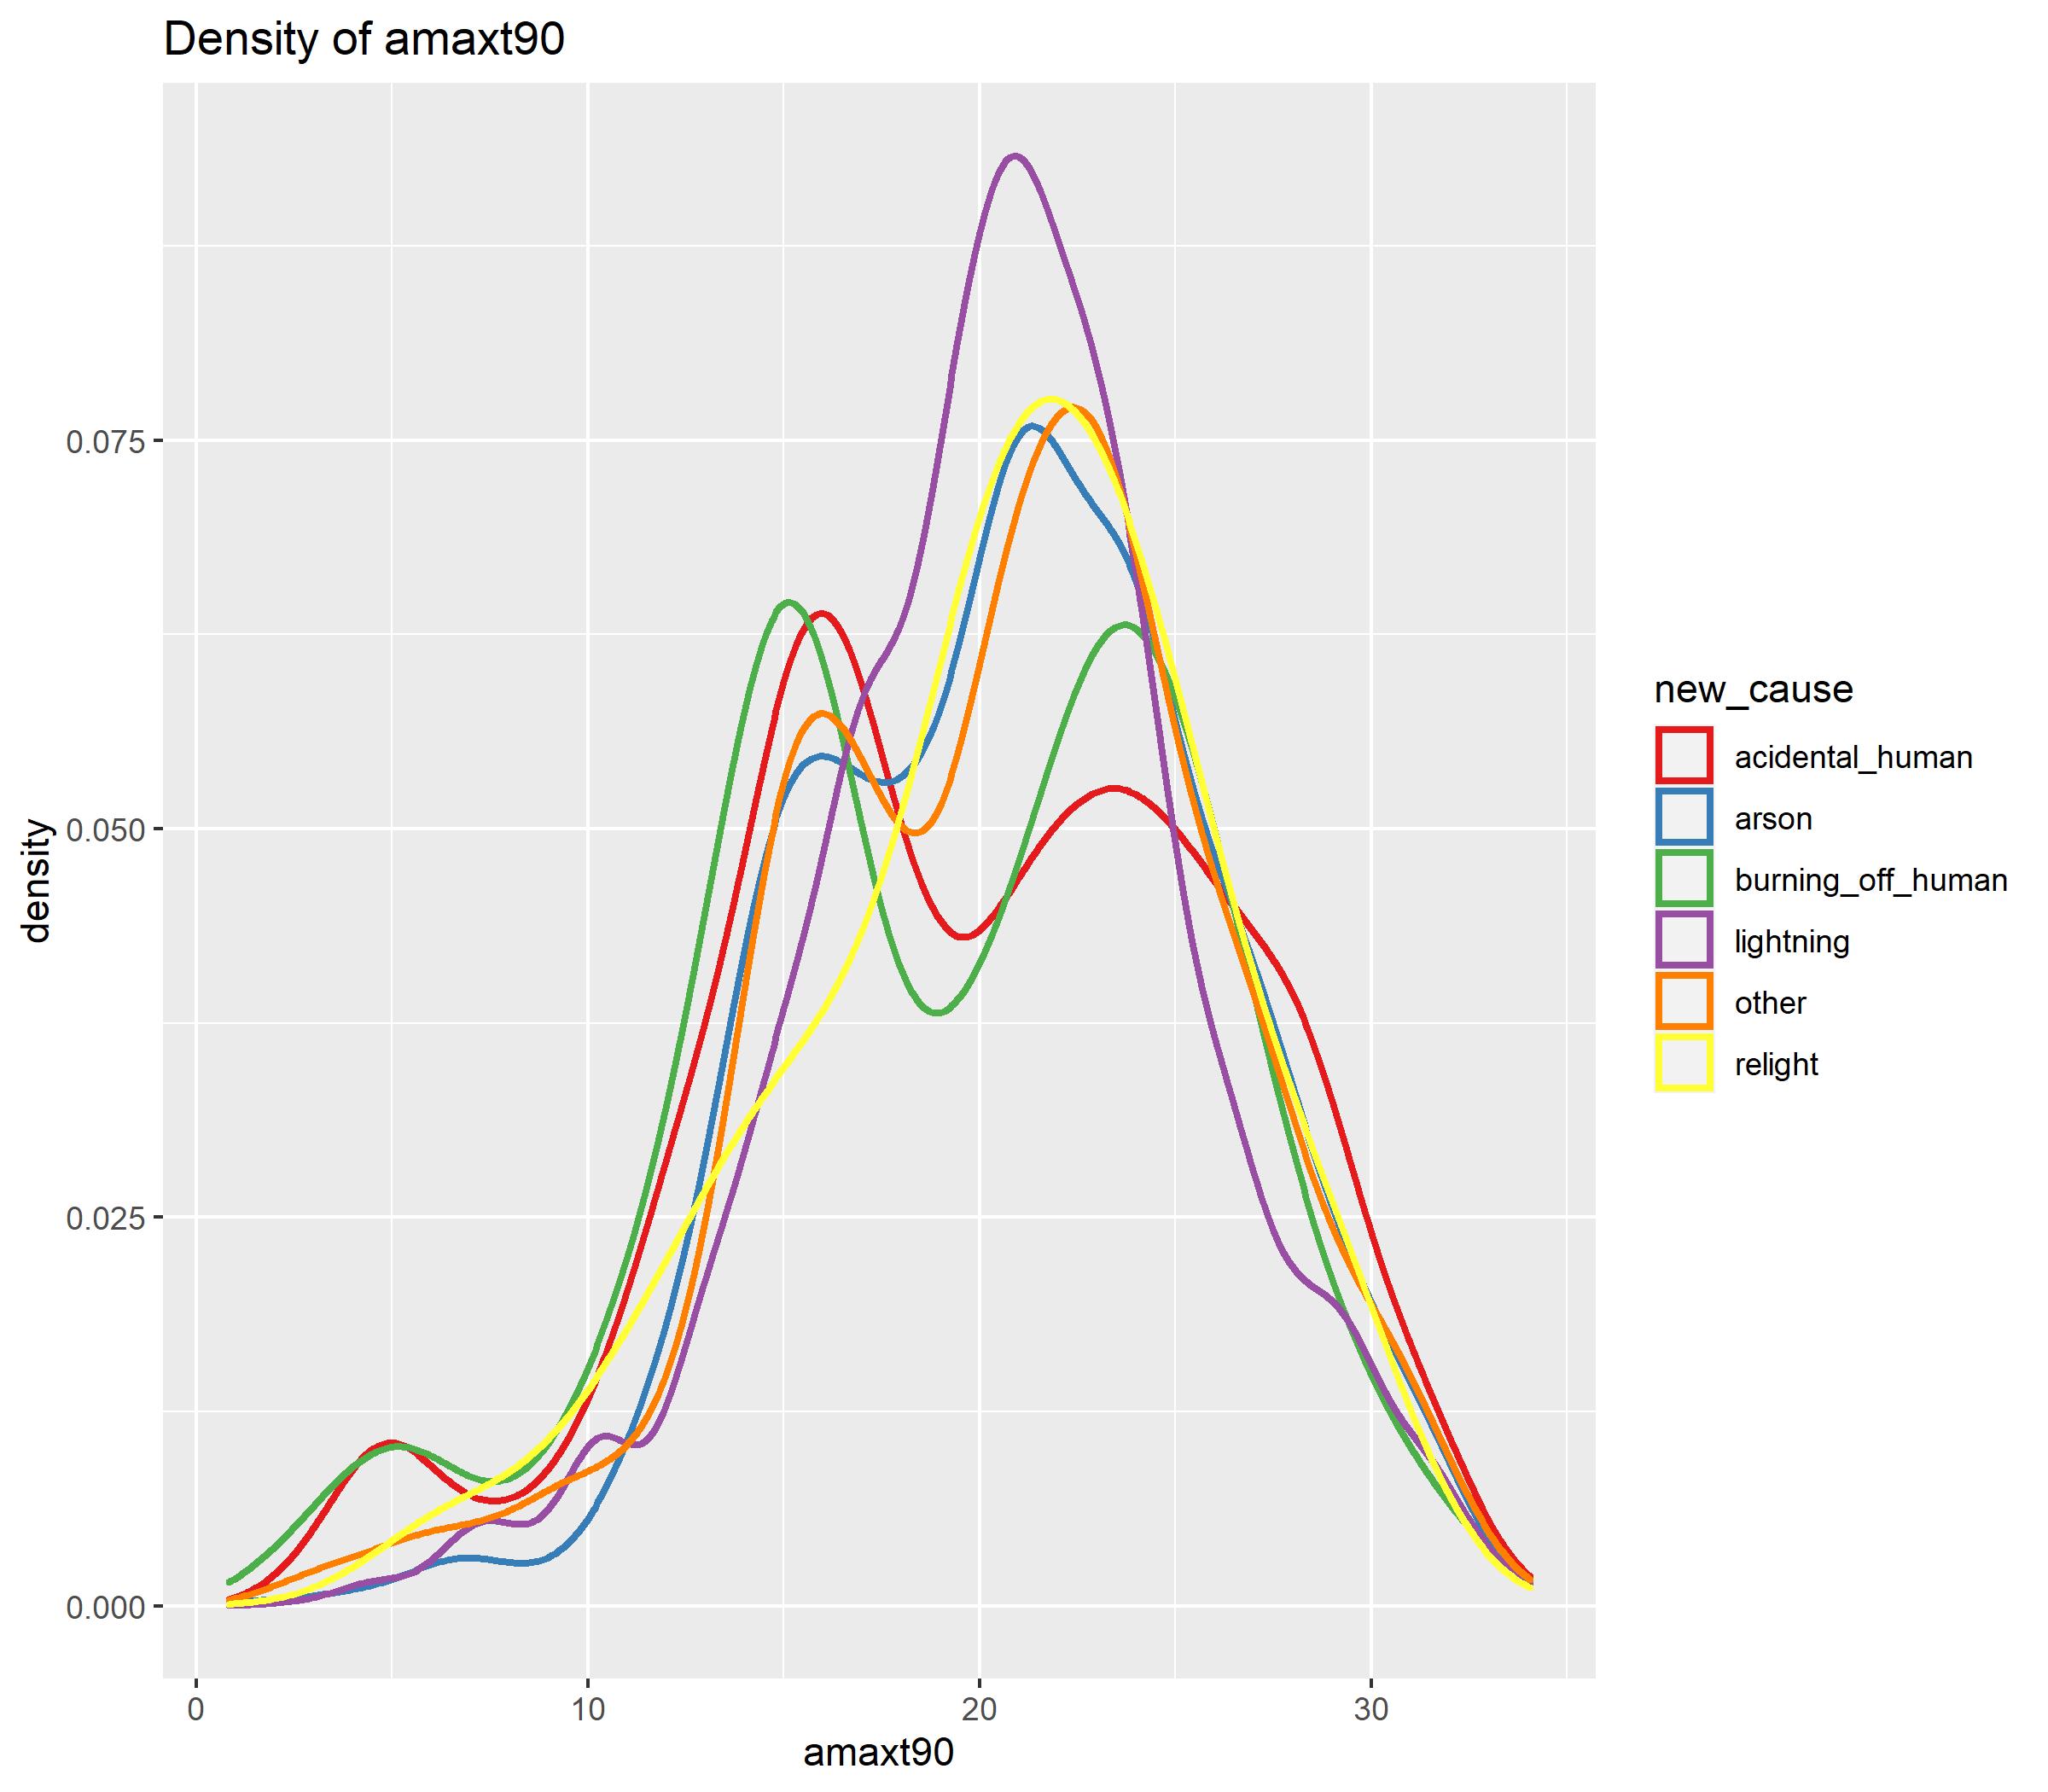 Density of amaxt90
density
0.075
0.050
0.025
0.000
0
10
20
30
amaxt90
new_cause
acidental_human
arson
burning_off_human
lightning
other
relight